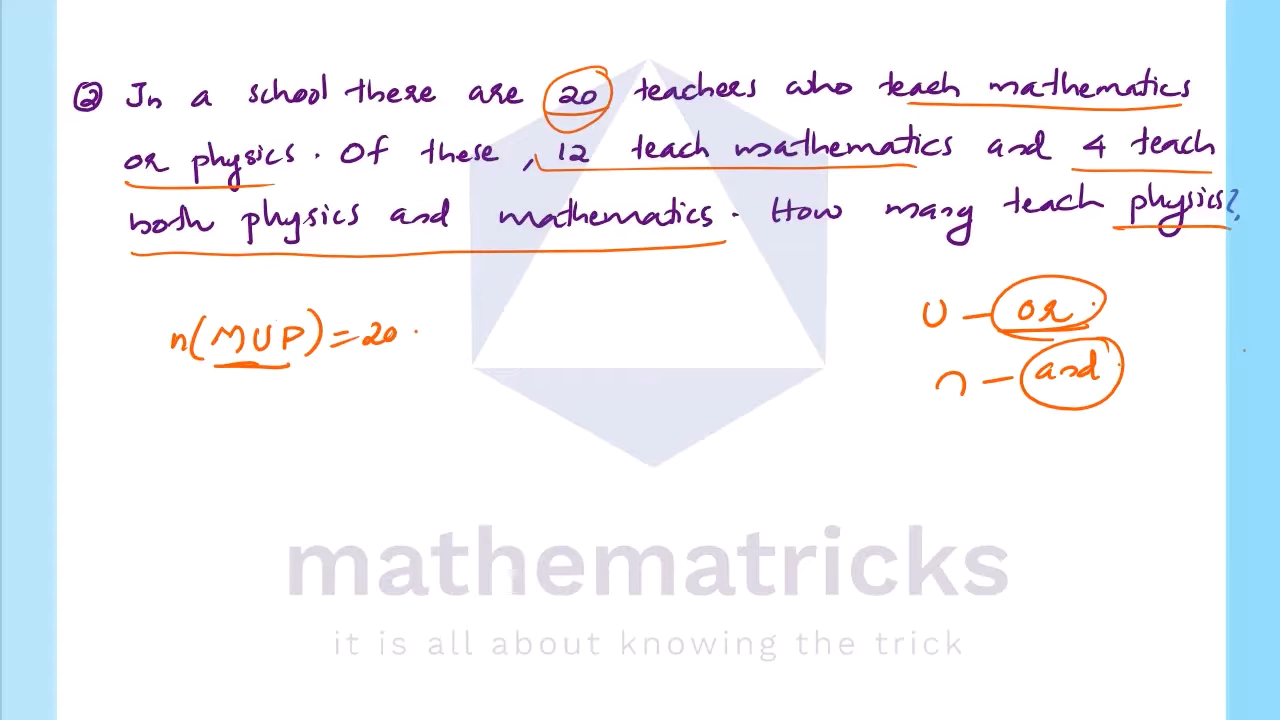 ② In a school there are 20 teachers who teach mathematics
or physics. Of these, 12 teach mathematics and 4 teach
both physics and mathematics. How many teach physics?
∪ - or
n(M∪P) = 20.
∩ - and
mathematricks
it is all about knowing the trick